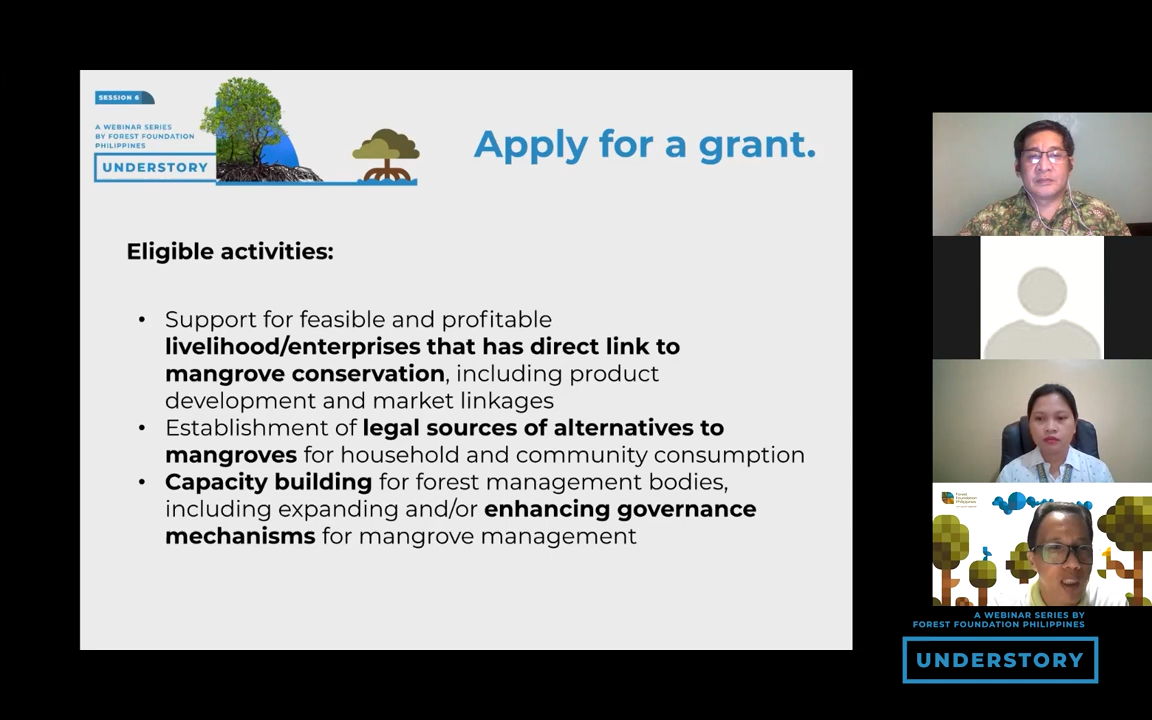 SESSION 6
A WEBINAR SERIES
BY FOREST FOUNDATION
PHILIPPINES
UNDERSTORY
Apply for a grant.
Eligible activities:
• Support for feasible and profitable
livelihood/enterprises that has direct link to
mangrove conservation, including product
development and market linkages
• Establishment of legal sources of alternatives to
mangroves for household and community consumption
• Capacity building for forest management bodies,
including expanding and/or enhancing governance
mechanisms for mangrove management
Forest
Foundation
Philippines
A WEBINAR SERIES BY
FOREST FOUNDATION PHILIPPINES
UNDERSTORY